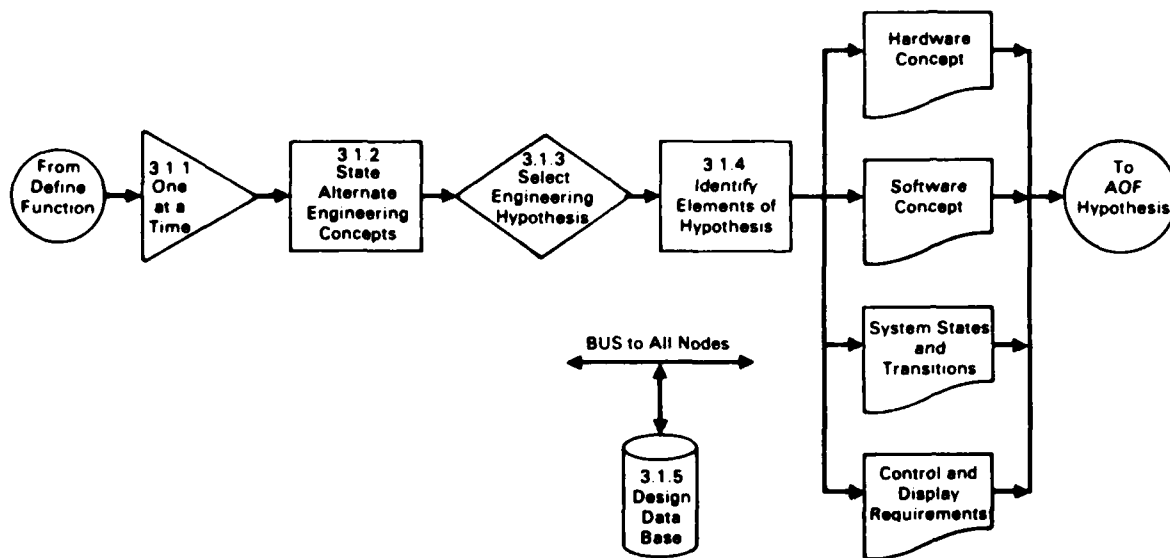 From
Define
Function
3 1 1
One
at a
Time
3 1.2
State
Alternate
Engineering
Concepts
3.1.3
Select
Engineering
Hypothesis
3.1.4
Identify
Elements of
Hypothesis
Hardware
Concept
Software
Concept
System States
and
Transitions
Control and
Display
Requirements
To
AOF
Hypothesis
BUS to All Nodes
3.1.5
Design
Data
Base